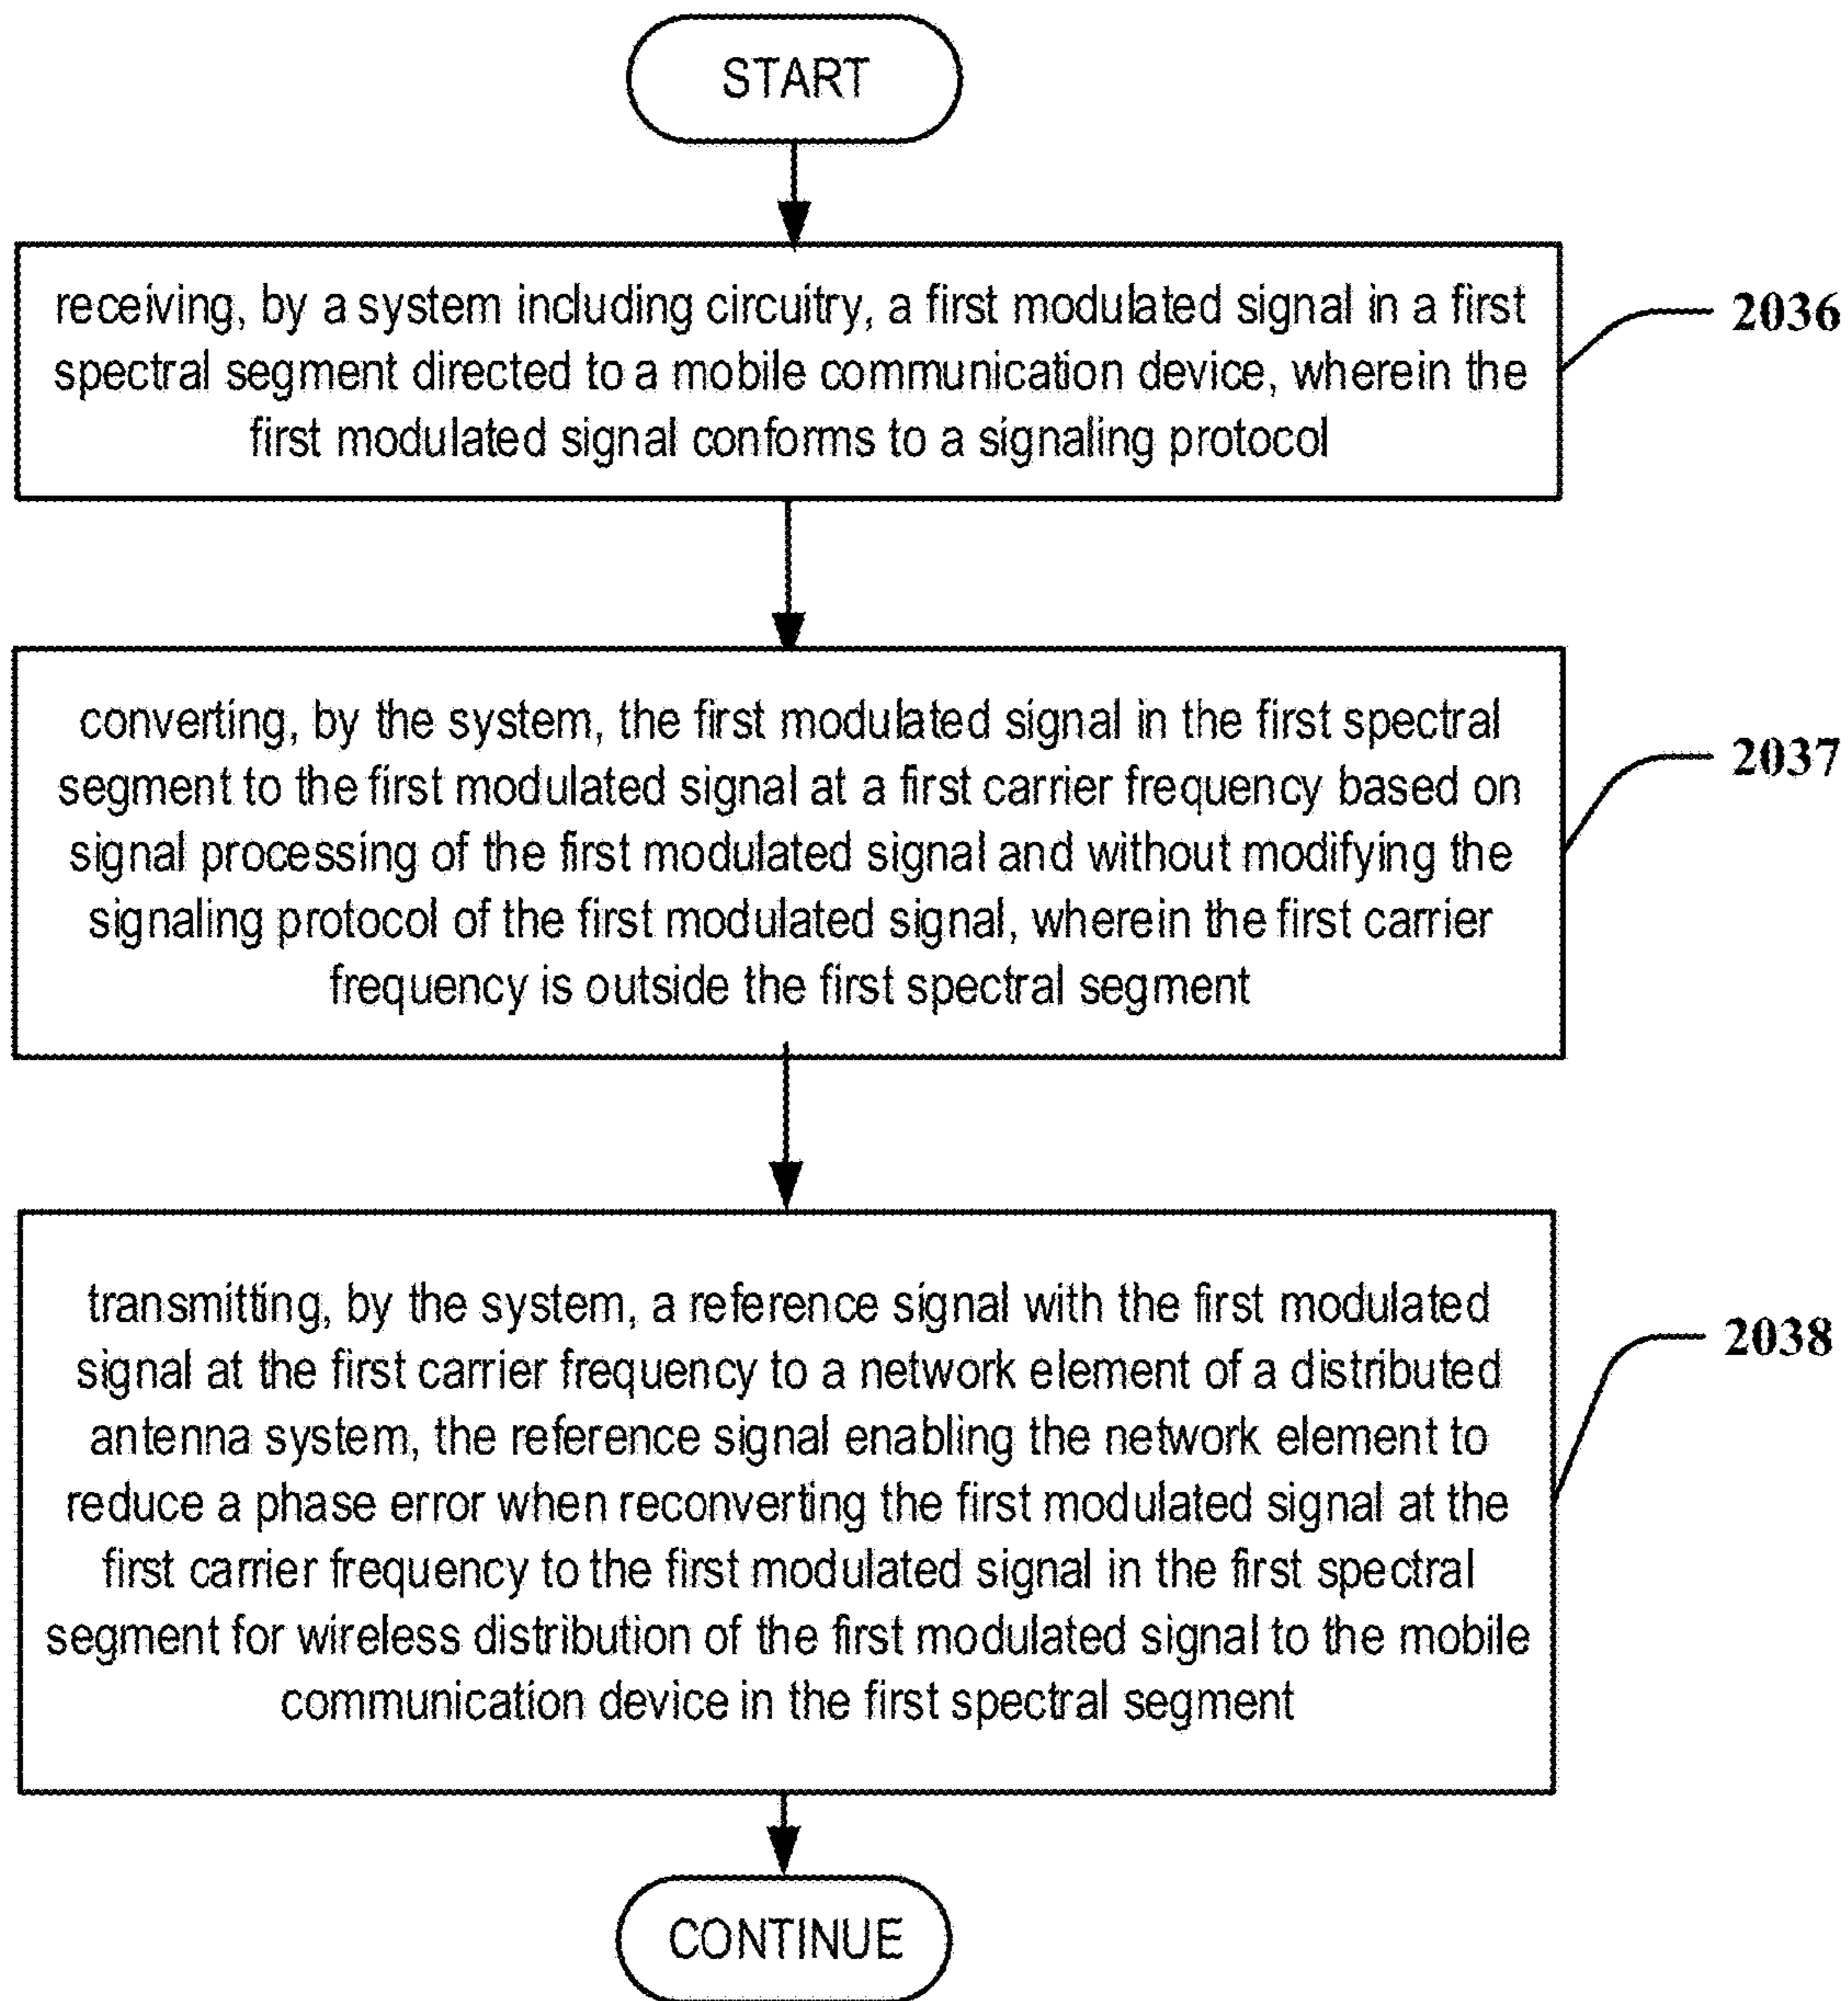 START
receiving, by a system including circuitry, a first modulated signal in a first
spectral segment directed to a mobile communication device, wherein the
first modulated signal conforms to a signaling protocol
2036
converting, by the system, the first modulated signal in the first spectral
segment to the first modulated signal at a first carrier frequency based on
signal processing of the first modulated signal and without modifying the
signaling protocol of the first modulated signal, wherein the first carrier
frequency is outside the first spectral segment
2037
transmitting, by the system, a reference signal with the first modulated
signal at the first carrier frequency to a network element of a distributed
antenna system, the reference signal enabling the network element to
reduce a phase error when reconverting the first modulated signal at the
first carrier frequency to the first modulated signal in the first spectral
segment for wireless distribution of the first modulated signal to the mobile
communication device in the first spectral segment
2038
CONTINUE